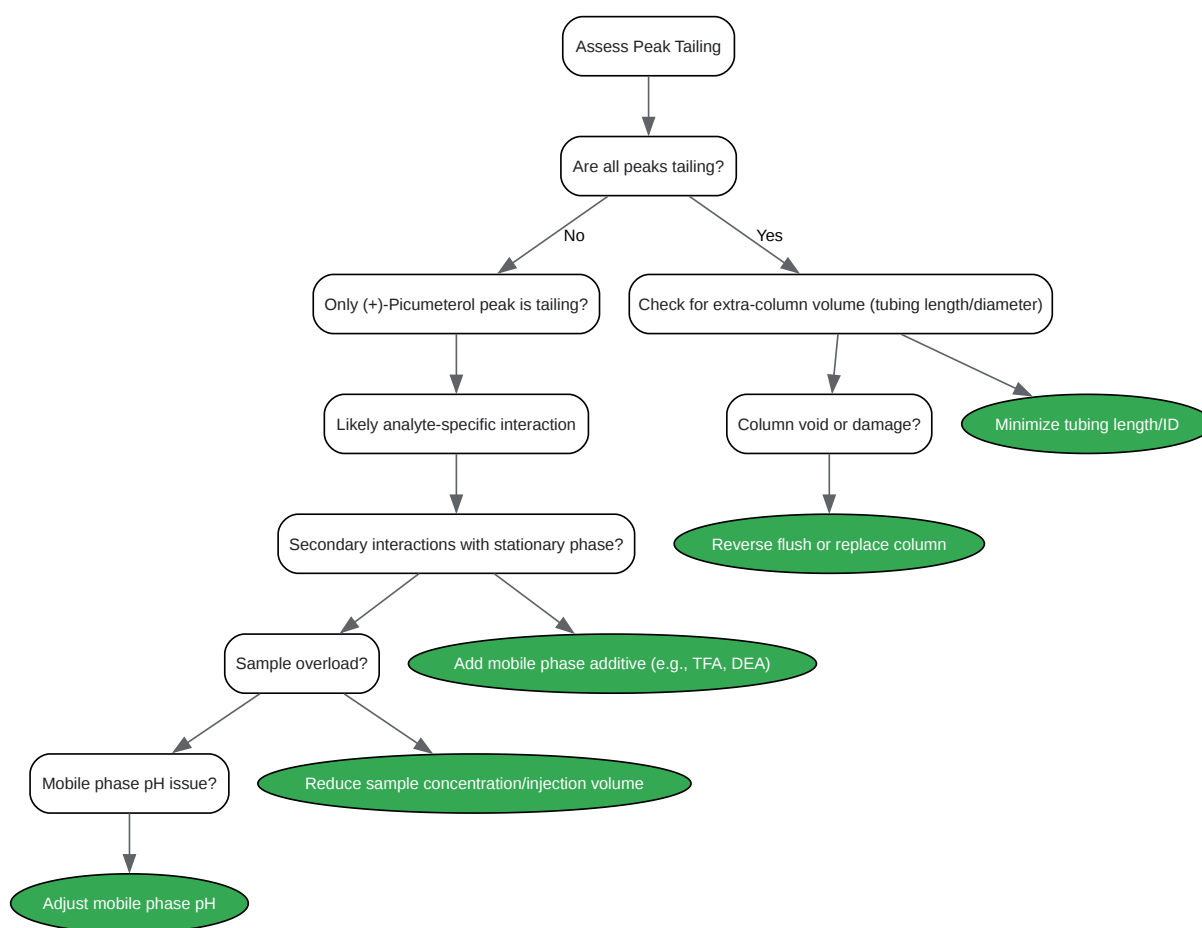 Assess Peak Tailing
Are all peaks tailing?
No
Yes
Only (+)-Picumeterol peak is tailing?
Check for extra-column volume (tubing length/diameter)
Likely analyte-specific interaction
Column void or damage?
Minimize tubing length/ID
Secondary interactions with stationary phase?
Reverse flush or replace column
Sample overload?
Add mobile phase additive (e.g., TFA, DEA)
Mobile phase pH issue?
Reduce sample concentration/injection volume
Adjust mobile phase pH